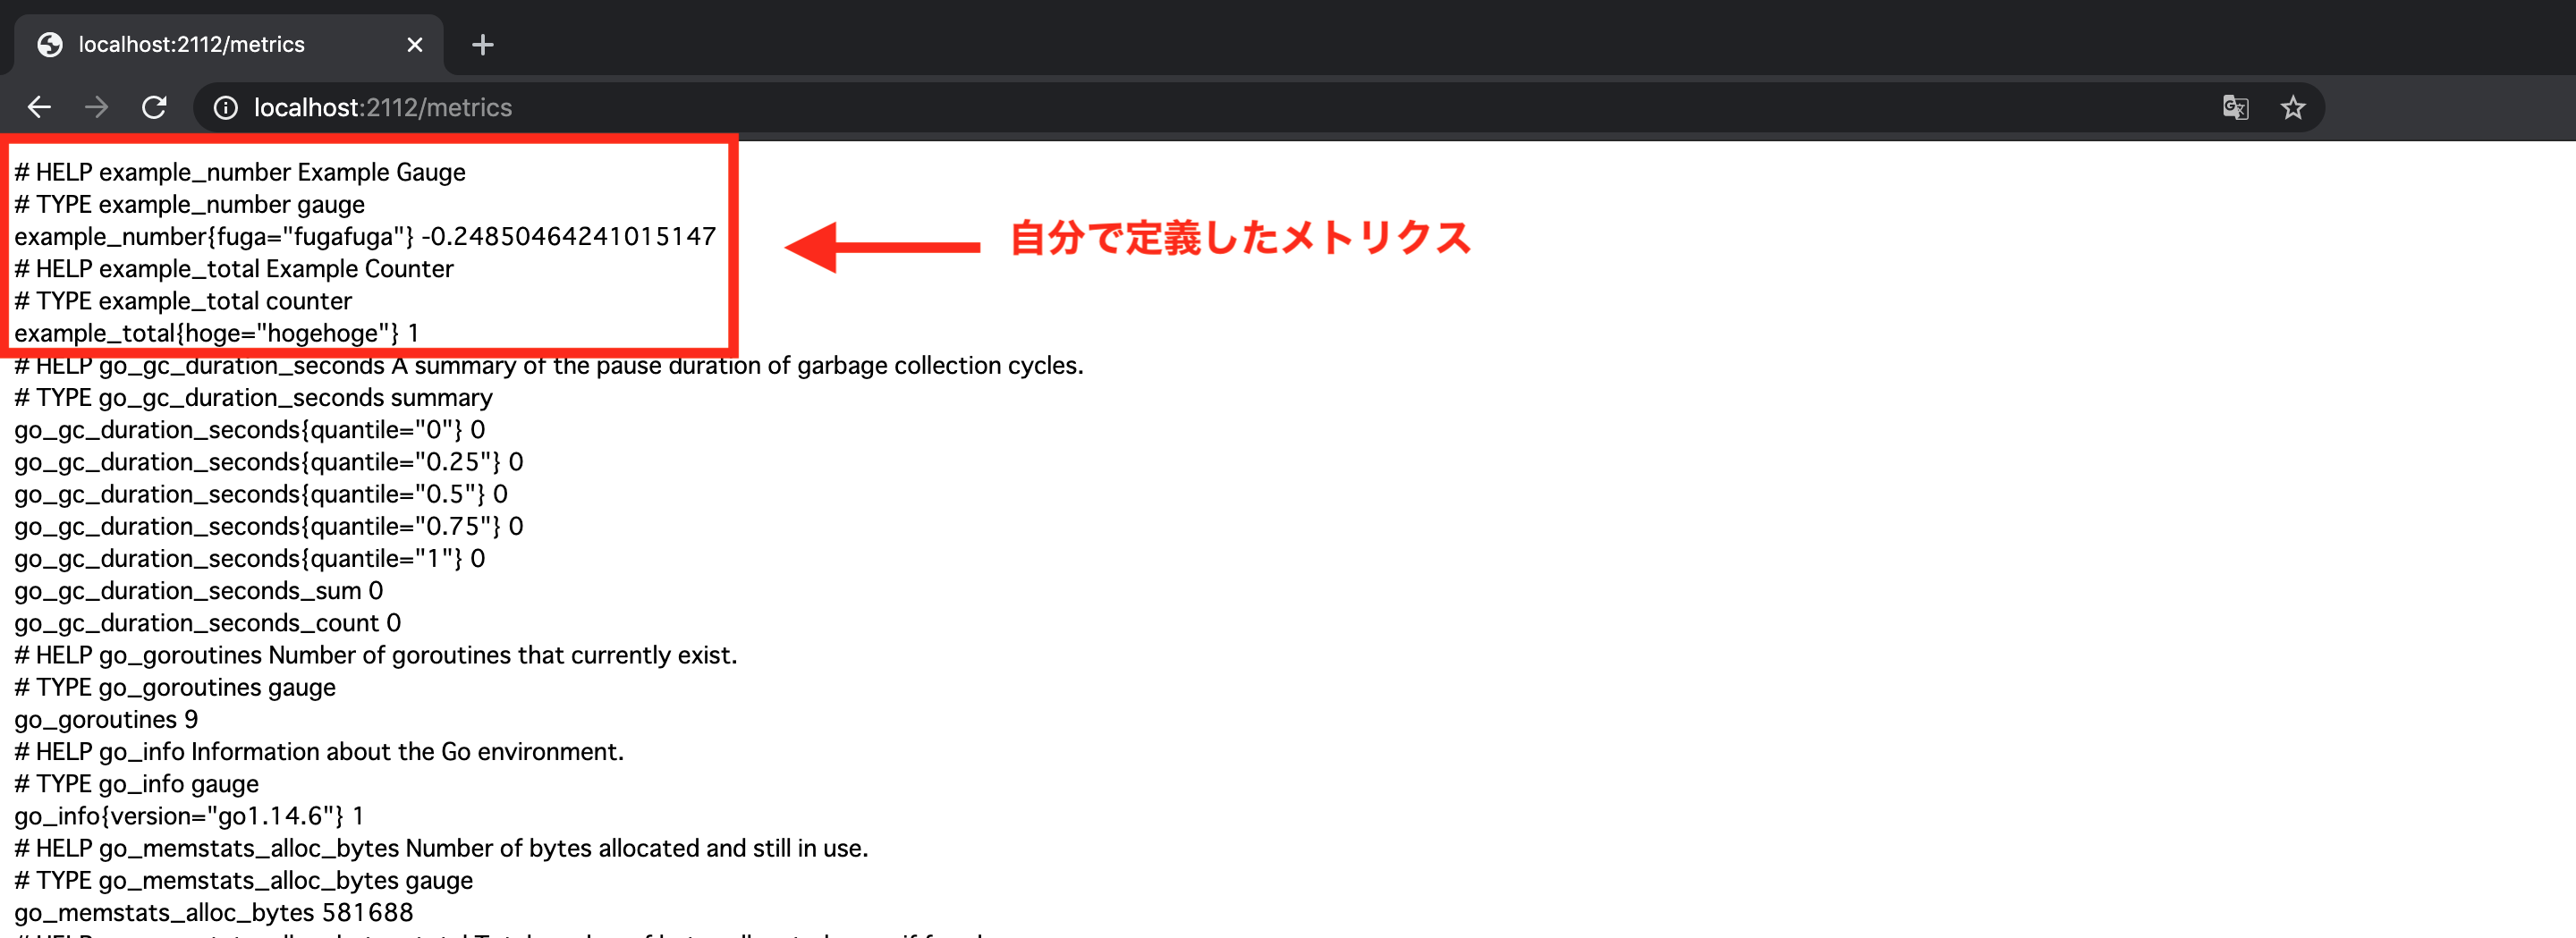 localhost:2112/metrics
localhost:2112/metrics
# HELP example_number Example Gauge
# TYPE example_number gauge
example_number{fuga="fugafuga"} -0.24850464241015147
自分で定義したメトリクス
# HELP example_total Example Counter
# TYPE example_total counter
example_total{hoge="hogehoge"} 1
# HELP go_gc_duration_seconds A summary of the pause duration of garbage collection cycles.
# TYPE go_gc_duration_seconds summary
go_gc_duration_seconds{quantile="0"} 0
go_gc_duration_seconds{quantile="0.25"} 0
go_gc_duration_seconds{quantile="0.5"} 0
go_gc_duration_seconds{quantile="0.75"} 0
go_gc_duration_seconds{quantile="1"} 0
go_gc_duration_seconds_sum 0
go_gc_duration_seconds_count 0
# HELP go_goroutines Number of goroutines that currently exist.
# TYPE go_goroutines gauge
go_goroutines 9
# HELP go_info Information about the Go environment.
# TYPE go_info gauge
go_info{version="go1.14.6"} 1
# HELP go_memstats_alloc_bytes Number of bytes allocated and still in use.
# TYPE go_memstats_alloc_bytes gauge
go_memstats_alloc_bytes 581688